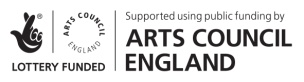 LOTTERY FUNDED
ARTS COUNCIL
ENGLAND
Supported using public funding by
ARTS COUNCIL
ENGLAND